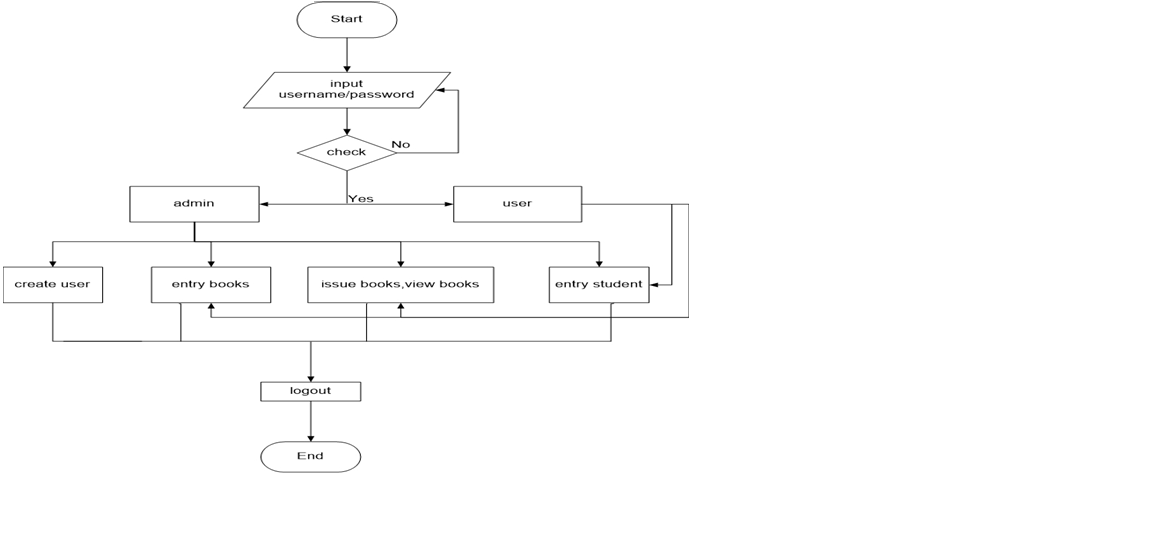 Start
input
username/password
check
No
Yes
admin
user
create user
entry books
issue books,view books
entry student
logout
End